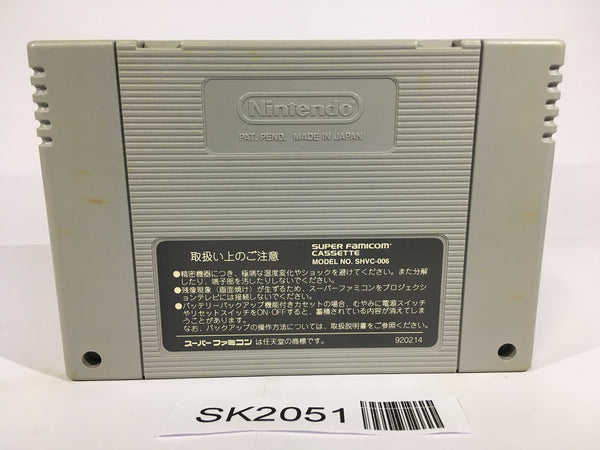 Nintendo
PAT. PEND. MADE IN JAPAN
取扱い上のご注意
SUPER FAMICOM
CASSETTE
MODEL NO. SHVC-006
●精密機器につき、極端な温度変化やショックを避けてください。また分解
したり、端子部を汚したりしないでください。
●残像現象（画面焼け）が生ずるため、スーパーファミコンをプロジェクシ
ョンテレビには接続しないでください。
●バッテリーバックアップ機能付きカセットの場合、むやみに電源スイッチ
やリセットスイッチをON・OFFすると、蓄積されている内容が消えてしま
うことがあります。
なお、バックアップの操作方法については、取扱説明書をご参照ください。
スーパーファミコン は任天堂の商標です。
920214
SK2051